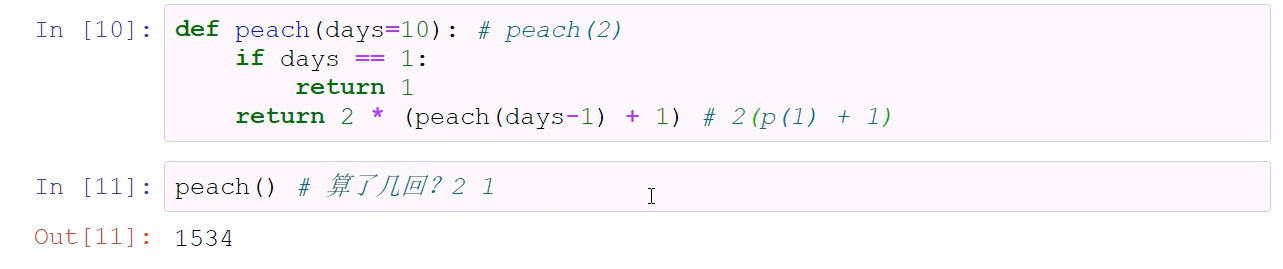 In [10]: def peach(days=10): # peach(2)
    if days == 1:
        return 1
    return 2 * (peach(days-1) + 1) # 2(p(1) + 1)
In [11]: peach() # 算了几回？2 1
Out[11]: 1534